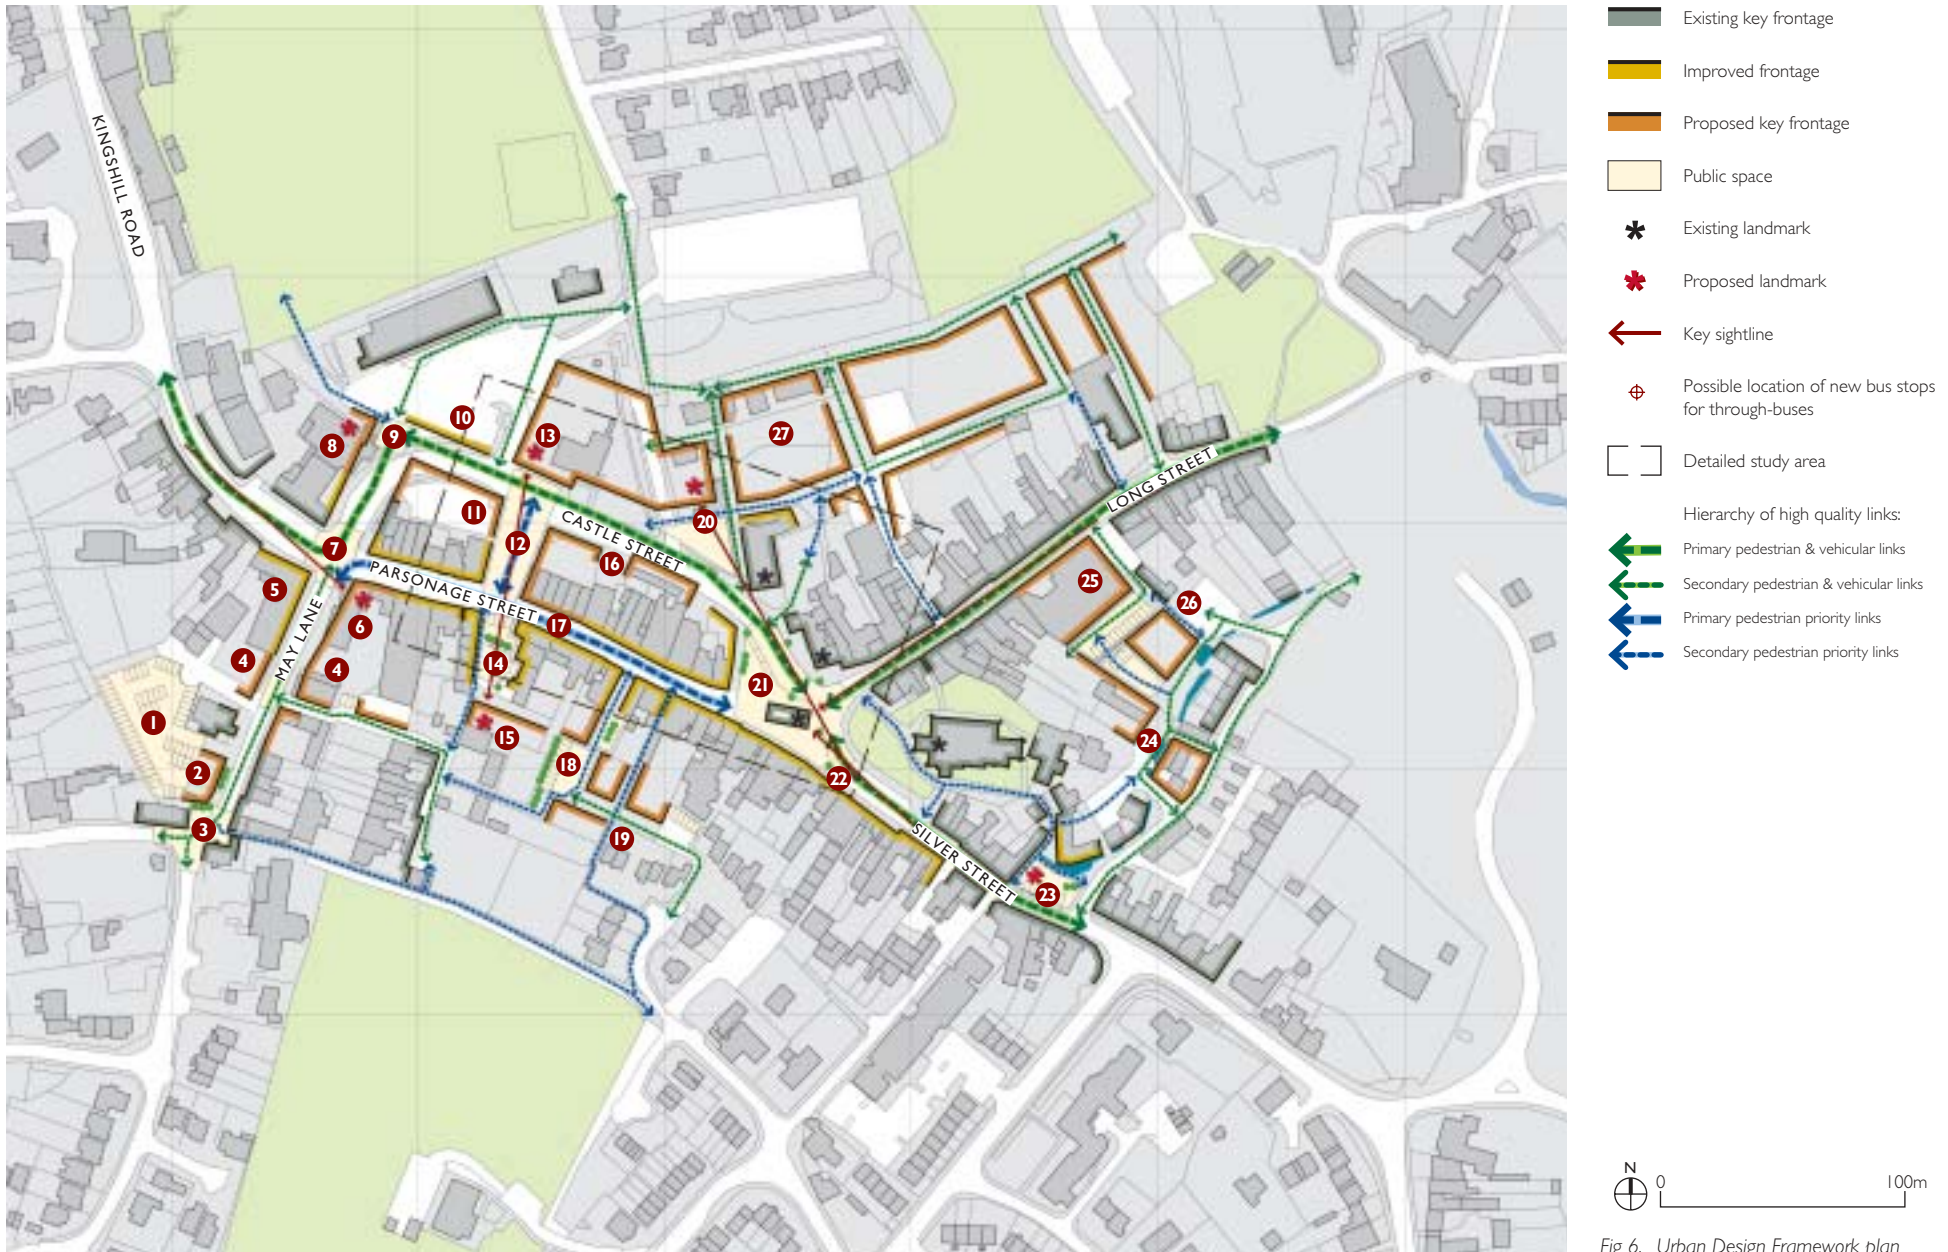 KINGSHILL ROAD
10
13
8
9
27
11
20
LONG STREET
12
CASTLE STREET
16
7
PARSONAGE STREET
25
5
26
6
17
MAY LANE
4
14
4
21
1
15
24
18
2
22
3
19
SILVER STREET
23
Existing key frontage
Improved frontage
Proposed key frontage
Public space
Existing landmark
Proposed landmark
Key sightline
Possible location of new bus stops
for through-buses
Detailed study area
Hierarchy of high quality links:
Primary pedestrian & vehicular links
Secondary pedestrian & vehicular links
Primary pedestrian priority links
Secondary pedestrian priority links
N
0 100m
Fig 6. Urban Design Framework plan